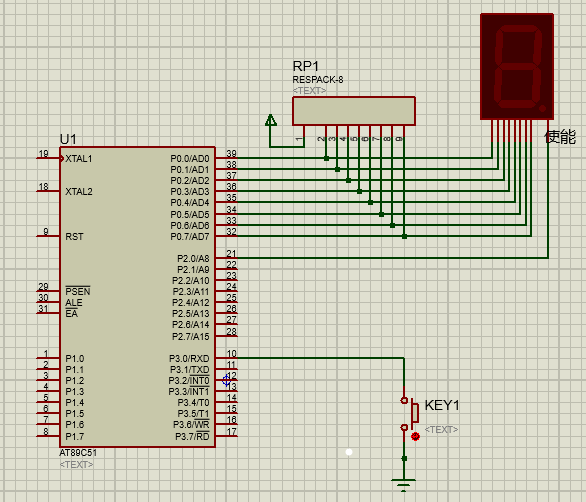 RP1
RESPACK-8
<TEXT>
1
2
3
4
5
6
7
8
9
使能
U1
19 XTAL1
18 XTAL2
9 RST
29 PSEN
30 ALE
31 EA
1 P1.0
2 P1.1
3 P1.2
4 P1.3
5 P1.4
6 P1.5
7 P1.6
8 P1.7
P0.0/AD0 39
P0.1/AD1 38
P0.2/AD2 37
P0.3/AD3 36
P0.4/AD4 35
P0.5/AD5 34
P0.6/AD6 33
P0.7/AD7 32
P2.0/A8 21
P2.1/A9 22
P2.2/A10 23
P2.3/A11 24
P2.4/A12 25
P2.5/A13 26
P2.6/A14 27
P2.7/A15 28
P3.0/RXD 10
P3.1/TXD 11
P3.2/INT0 12
P3.3/INT1 13
P3.4/T0 14
P3.5/T1 15
P3.6/WR 16
P3.7/RD 17
AT89C51
<TEXT>
KEY1
<TEXT>